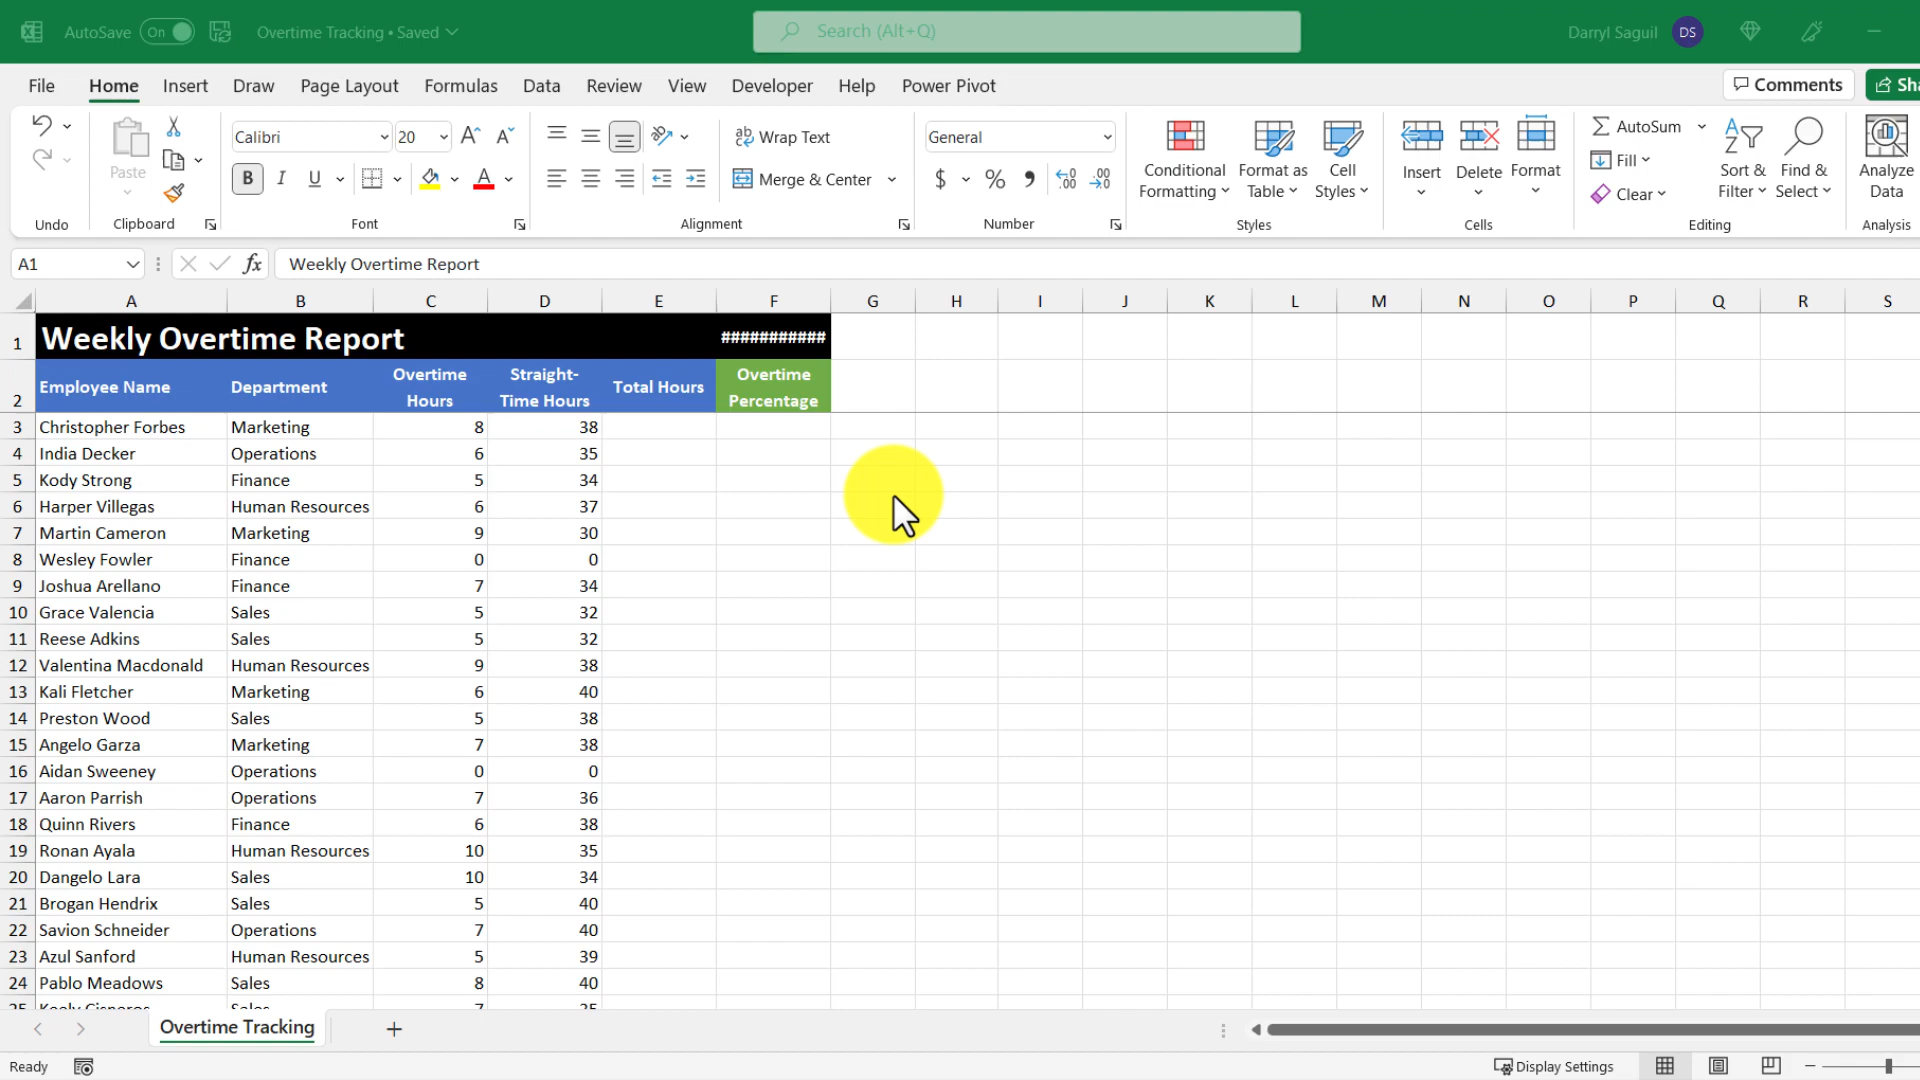 AutoSave On Overtime Tracking • Saved Search (Alt+Q) Darryl Saguil DS
File Home Insert Draw Page Layout Formulas Data Review View Developer Help Power Pivot Comments Sha
Paste Calibri 20 Wrap Text General Conditional Formatting Format as Table Cell Styles Insert Delete Format AutoSum Fill Clear Sort & Filter Find & Select Analyze Data
B I U A Merge & Center $ % 9
Undo Clipboard Font Alignment Number Styles Cells Editing Analysis
A1 fx Weekly Overtime Report
A B C D E F G H I J K L M N O P Q R S
1 Weekly Overtime Report ###########
2 Employee Name Department Overtime Hours Straight-Time Hours Total Hours Overtime Percentage
3 Christopher Forbes Marketing 8 38
4 India Decker Operations 6 35
5 Kody Strong Finance 5 34
6 Harper Villegas Human Resources 6 37
7 Martin Cameron Marketing 9 30
8 Wesley Fowler Finance 0 0
9 Joshua Arellano Finance 7 34
10 Grace Valencia Sales 5 32
11 Reese Adkins Sales 5 32
12 Valentina Macdonald Human Resources 9 38
13 Kali Fletcher Marketing 6 40
14 Preston Wood Sales 5 38
15 Angelo Garza Marketing 7 38
16 Aidan Sweeney Operations 0 0
17 Aaron Parrish Operations 7 36
18 Quinn Rivers Finance 6 38
19 Ronan Ayala Human Resources 10 35
20 Dangelo Lara Sales 10 34
21 Brogan Hendrix Sales 5 40
22 Savion Schneider Operations 7 40
23 Azul Sanford Human Resources 5 39
24 Pablo Meadows Sales 8 40
Overtime Tracking
Ready Display Settings